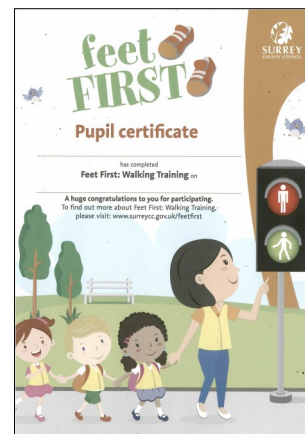 feet
FIRST
SURREY
COUNTY COUNCIL
Pupil certificate
has completed
Feet First: Walking Training on
A huge congratulations to you for participating.
To find out more about Feet First: Walking Training,
please visit: www.surreycc.gov.uk/feetfirst